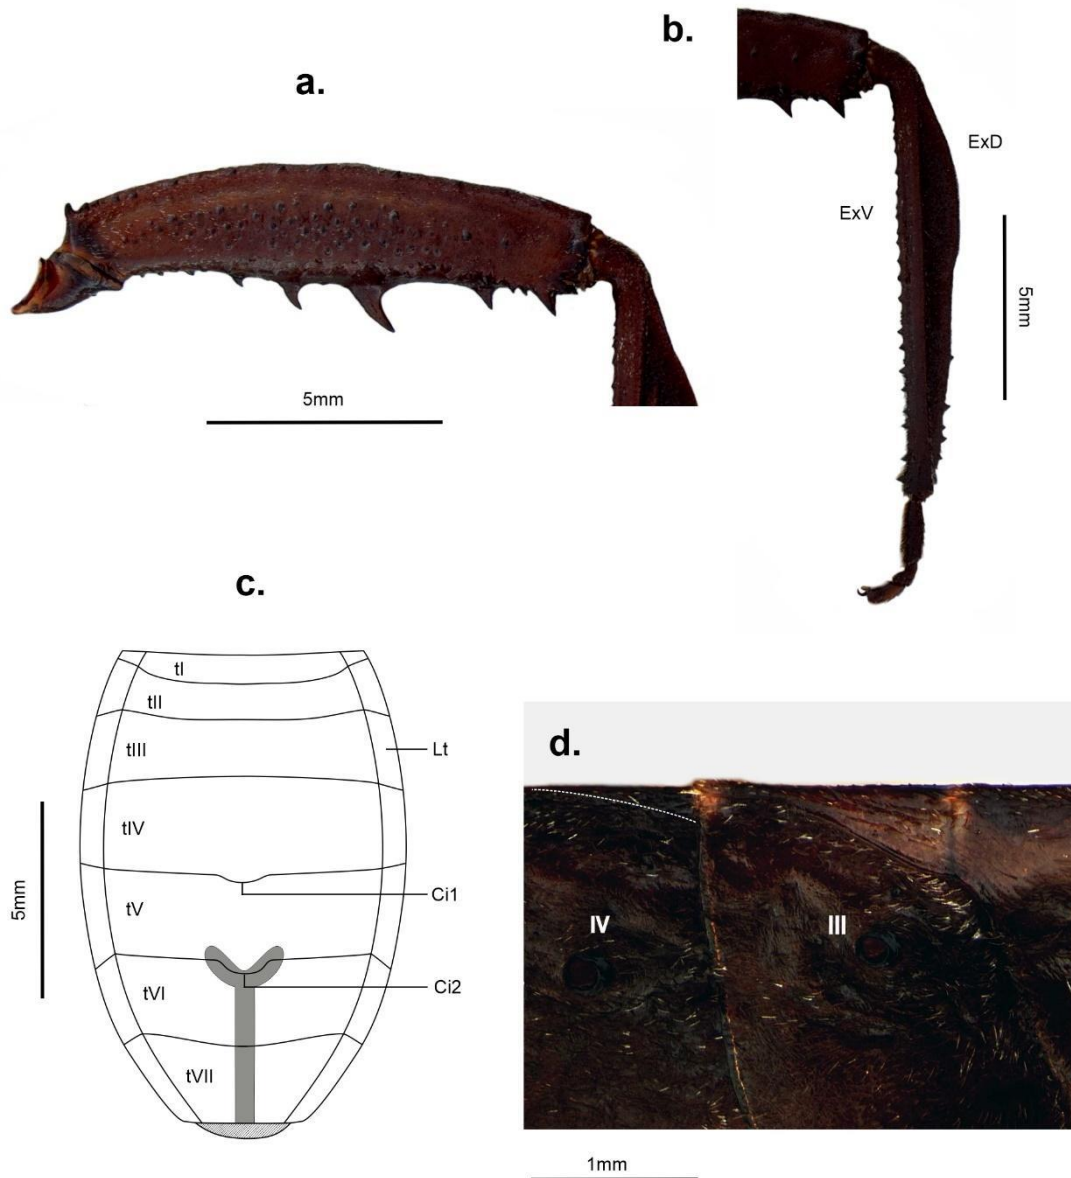 a.
b.
ExD
ExV
5mm
5mm
c.
tI
tII
tIII
Lt
tIV
5mm
Ci1
tV
Ci2
tVI
tVII
d.
IV
III
1mm